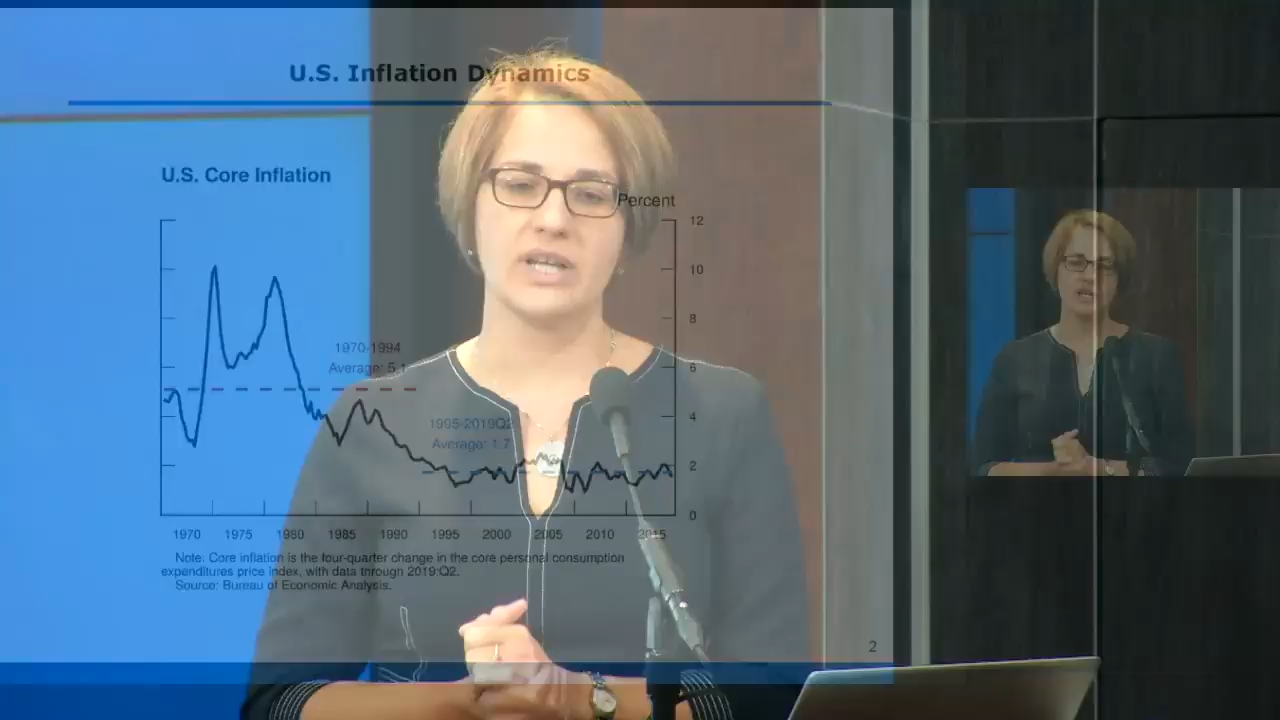 U.S. Inflation Dynamics
U.S. Core Inflation
Percent
12
10
8
6
4
2
0
1970-1994
Average: 5.1
1995-2019Q2
Average: 1.7
1970 1975 1980 1985 1990 1995 2000 2005 2010 2015
Note: Core inflation is the four-quarter change in the core personal consumption
expenditures price index, with data through 2019:Q2.
Source: Bureau of Economic Analysis.
2